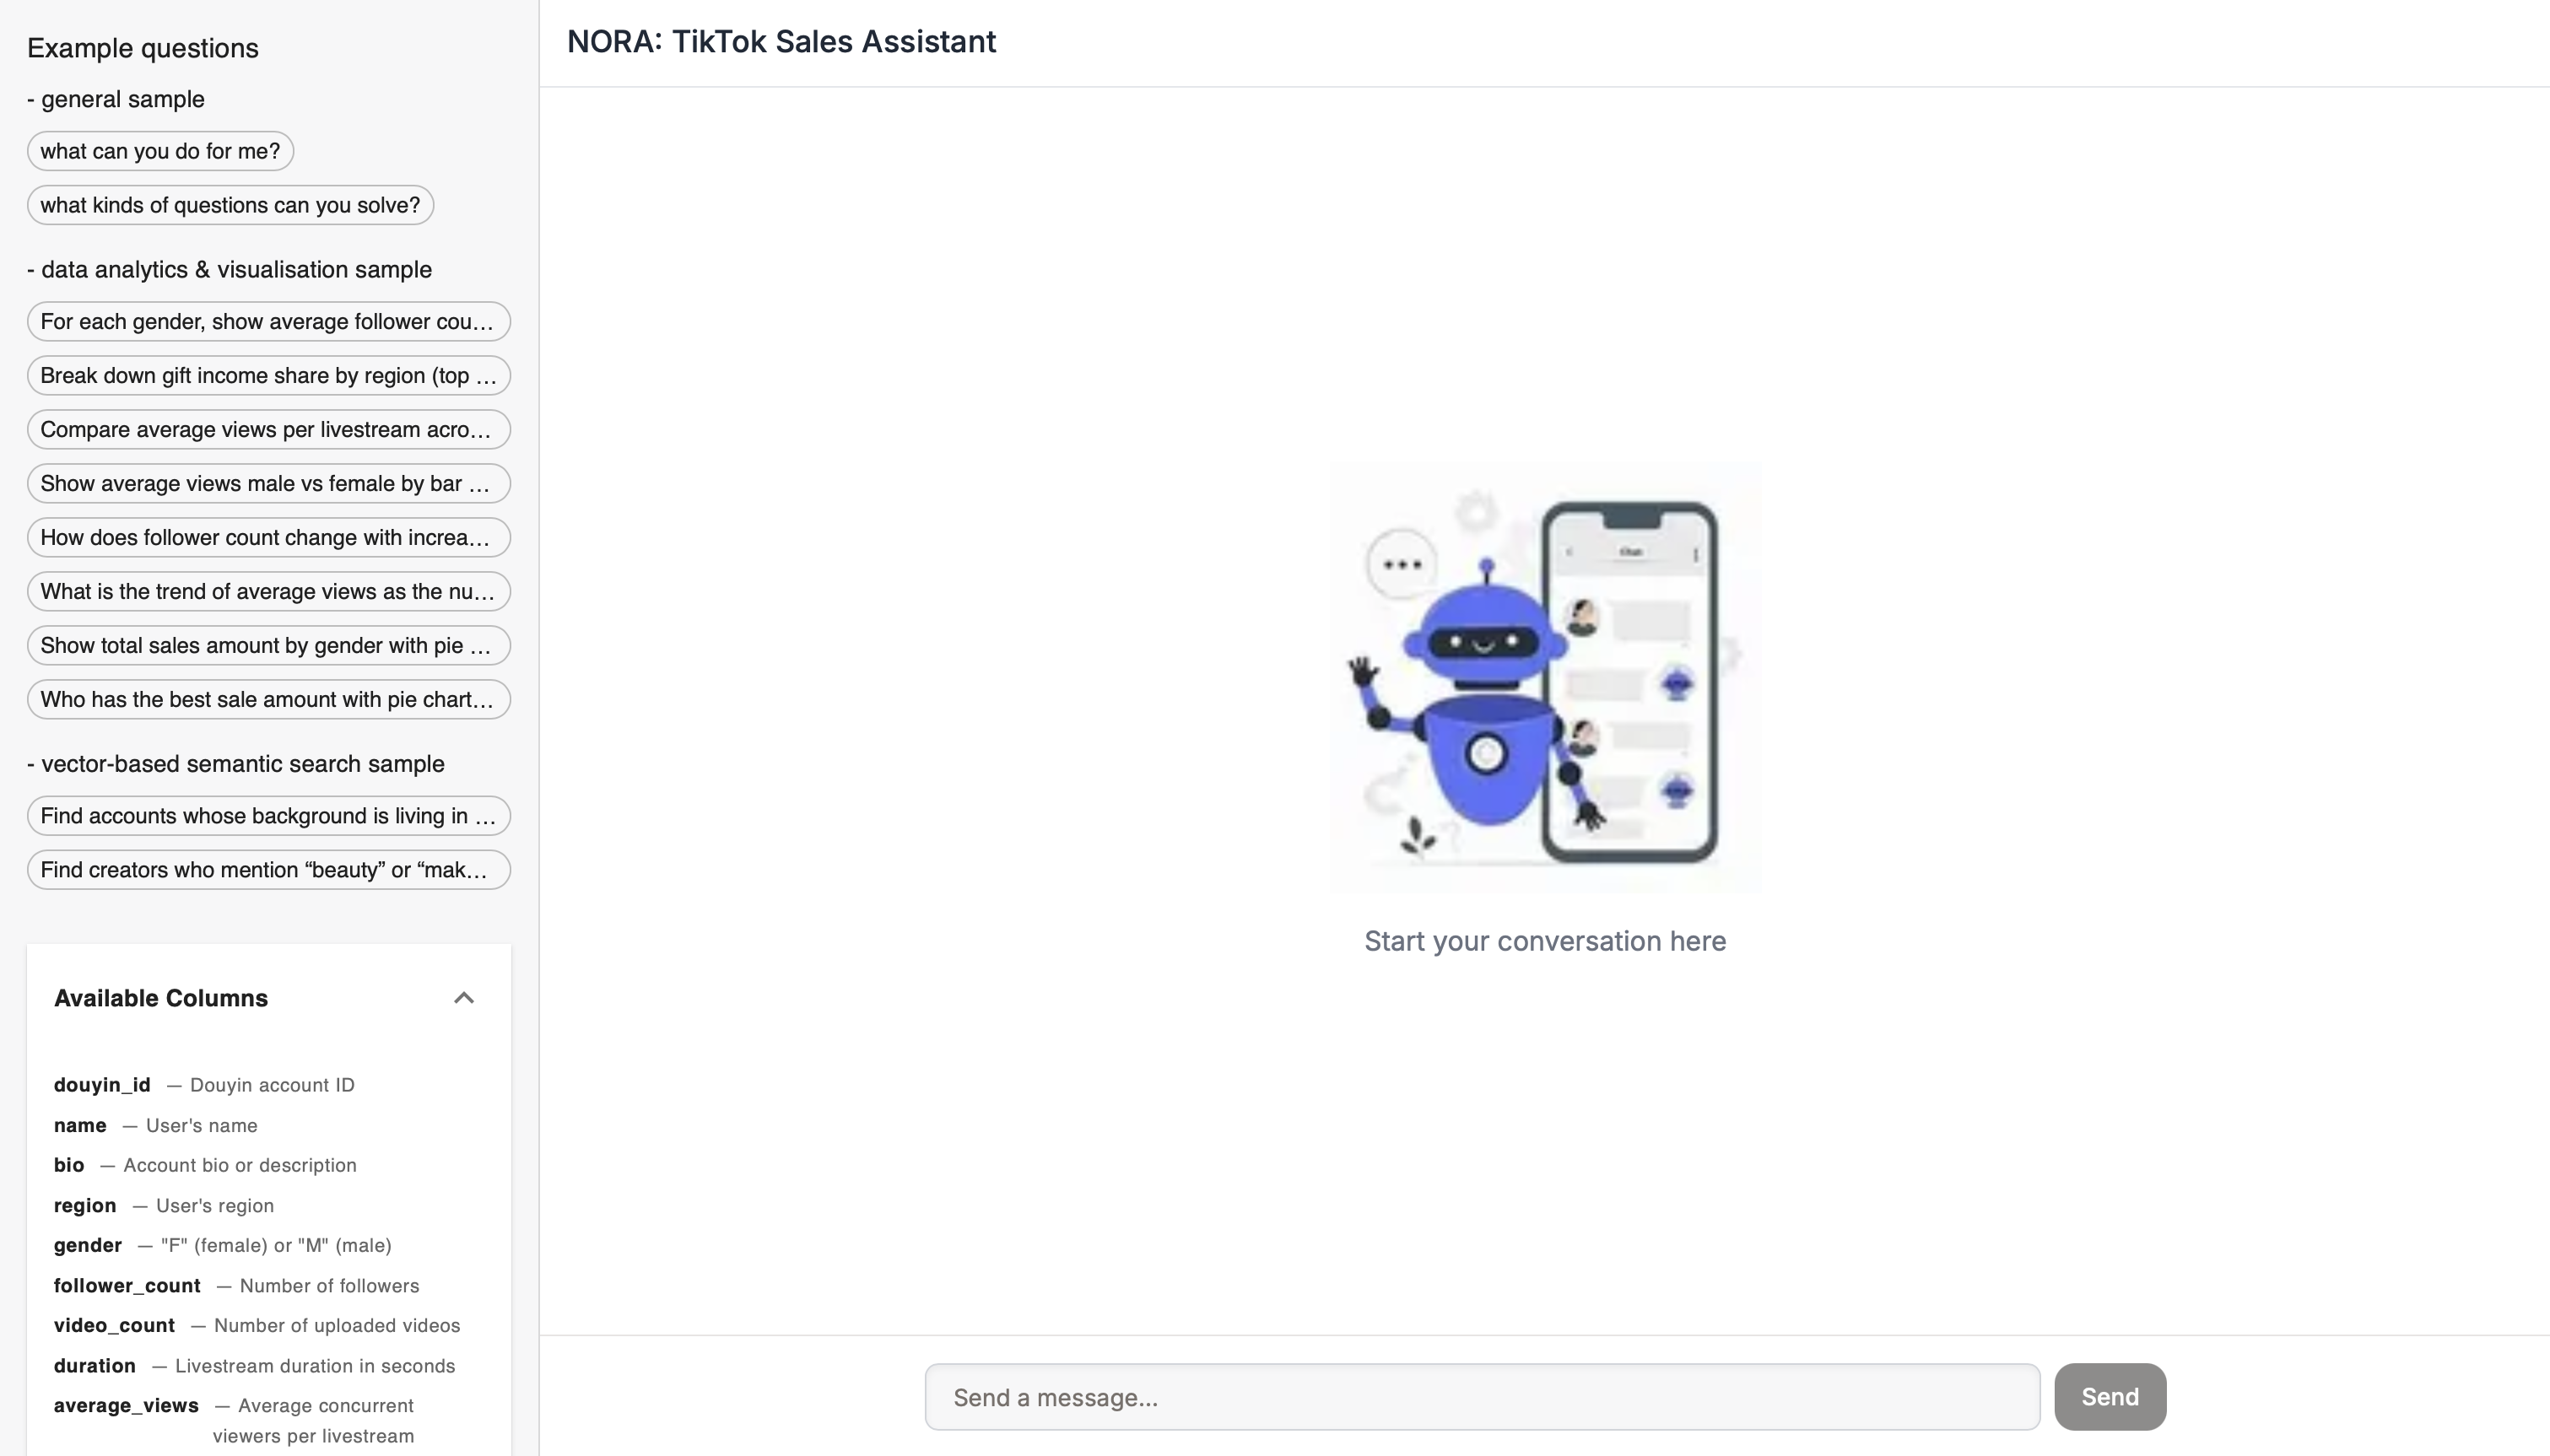 Example questions
- general sample
what can you do for me?
what kinds of questions can you solve?
- data analytics & visualisation sample
For each gender, show average follower cou...
Break down gift income share by region (top ...
Compare average views per livestream acro...
Show average views male vs female by bar ...
How does follower count change with increa...
What is the trend of average views as the nu...
Show total sales amount by gender with pie ...
Who has the best sale amount with pie chart...
- vector-based semantic search sample
Find accounts whose background is living in ...
Find creators who mention “beauty” or “mak...
Available Columns
douyin_id — Douyin account ID
name — User's name
bio — Account bio or description
region — User's region
gender — "F" (female) or "M" (male)
follower_count — Number of followers
video_count — Number of uploaded videos
duration — Livestream duration in seconds
average_views — Average concurrent
viewers per livestream
NORA: TikTok Sales Assistant
Chat
Start your conversation here
Send a message...
Send